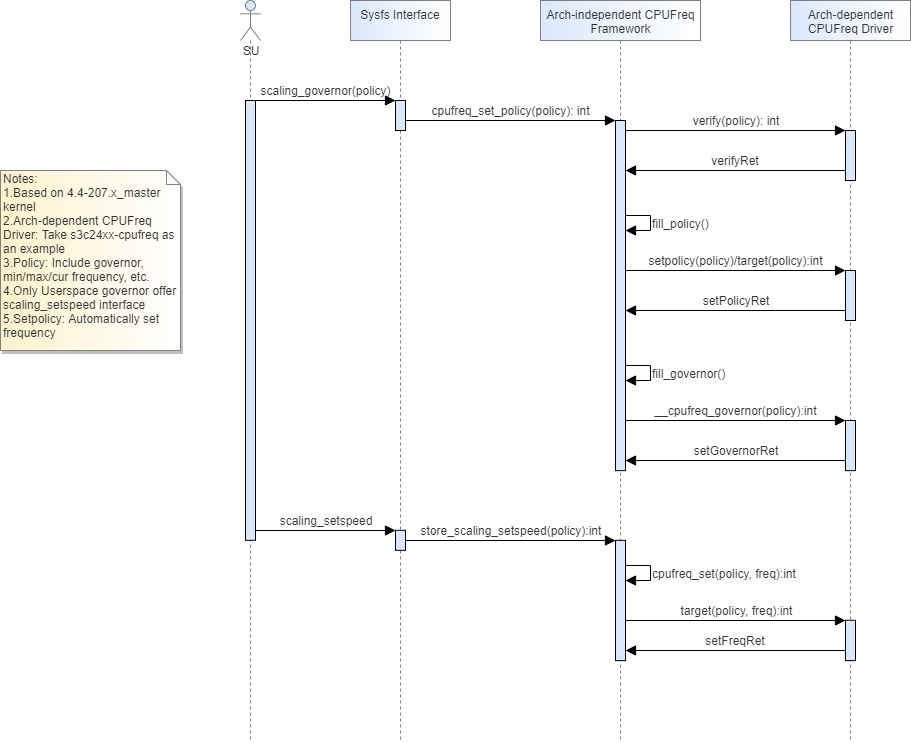 SU
Sysfs Interface
Arch-independent CPUFreq
Framework
Arch-dependent
CPUFreq Driver
scaling_governor(policy)
cpufreq_set_policy(policy): int
verify(policy): int
verifyRet
Notes:
1.Based on 4.4-207.x_master
kernel
2.Arch-dependent CPUFreq
Driver: Take s3c24xx-cpufreq as
an example
3.Policy: Include governor,
min/max/cur frequency, etc.
4.Only Userspace governor offer
scaling_setspeed interface
5.Setpolicy: Automatically set
frequency
fill_policy()
setpolicy(policy)/target(policy):int
setPolicyRet
fill_governor()
__cpufreq_governor(policy):int
setGovernorRet
scaling_setspeed
store_scaling_setspeed(policy):int
cpufreq_set(policy, freq):int
target(policy, freq):int
setFreqRet